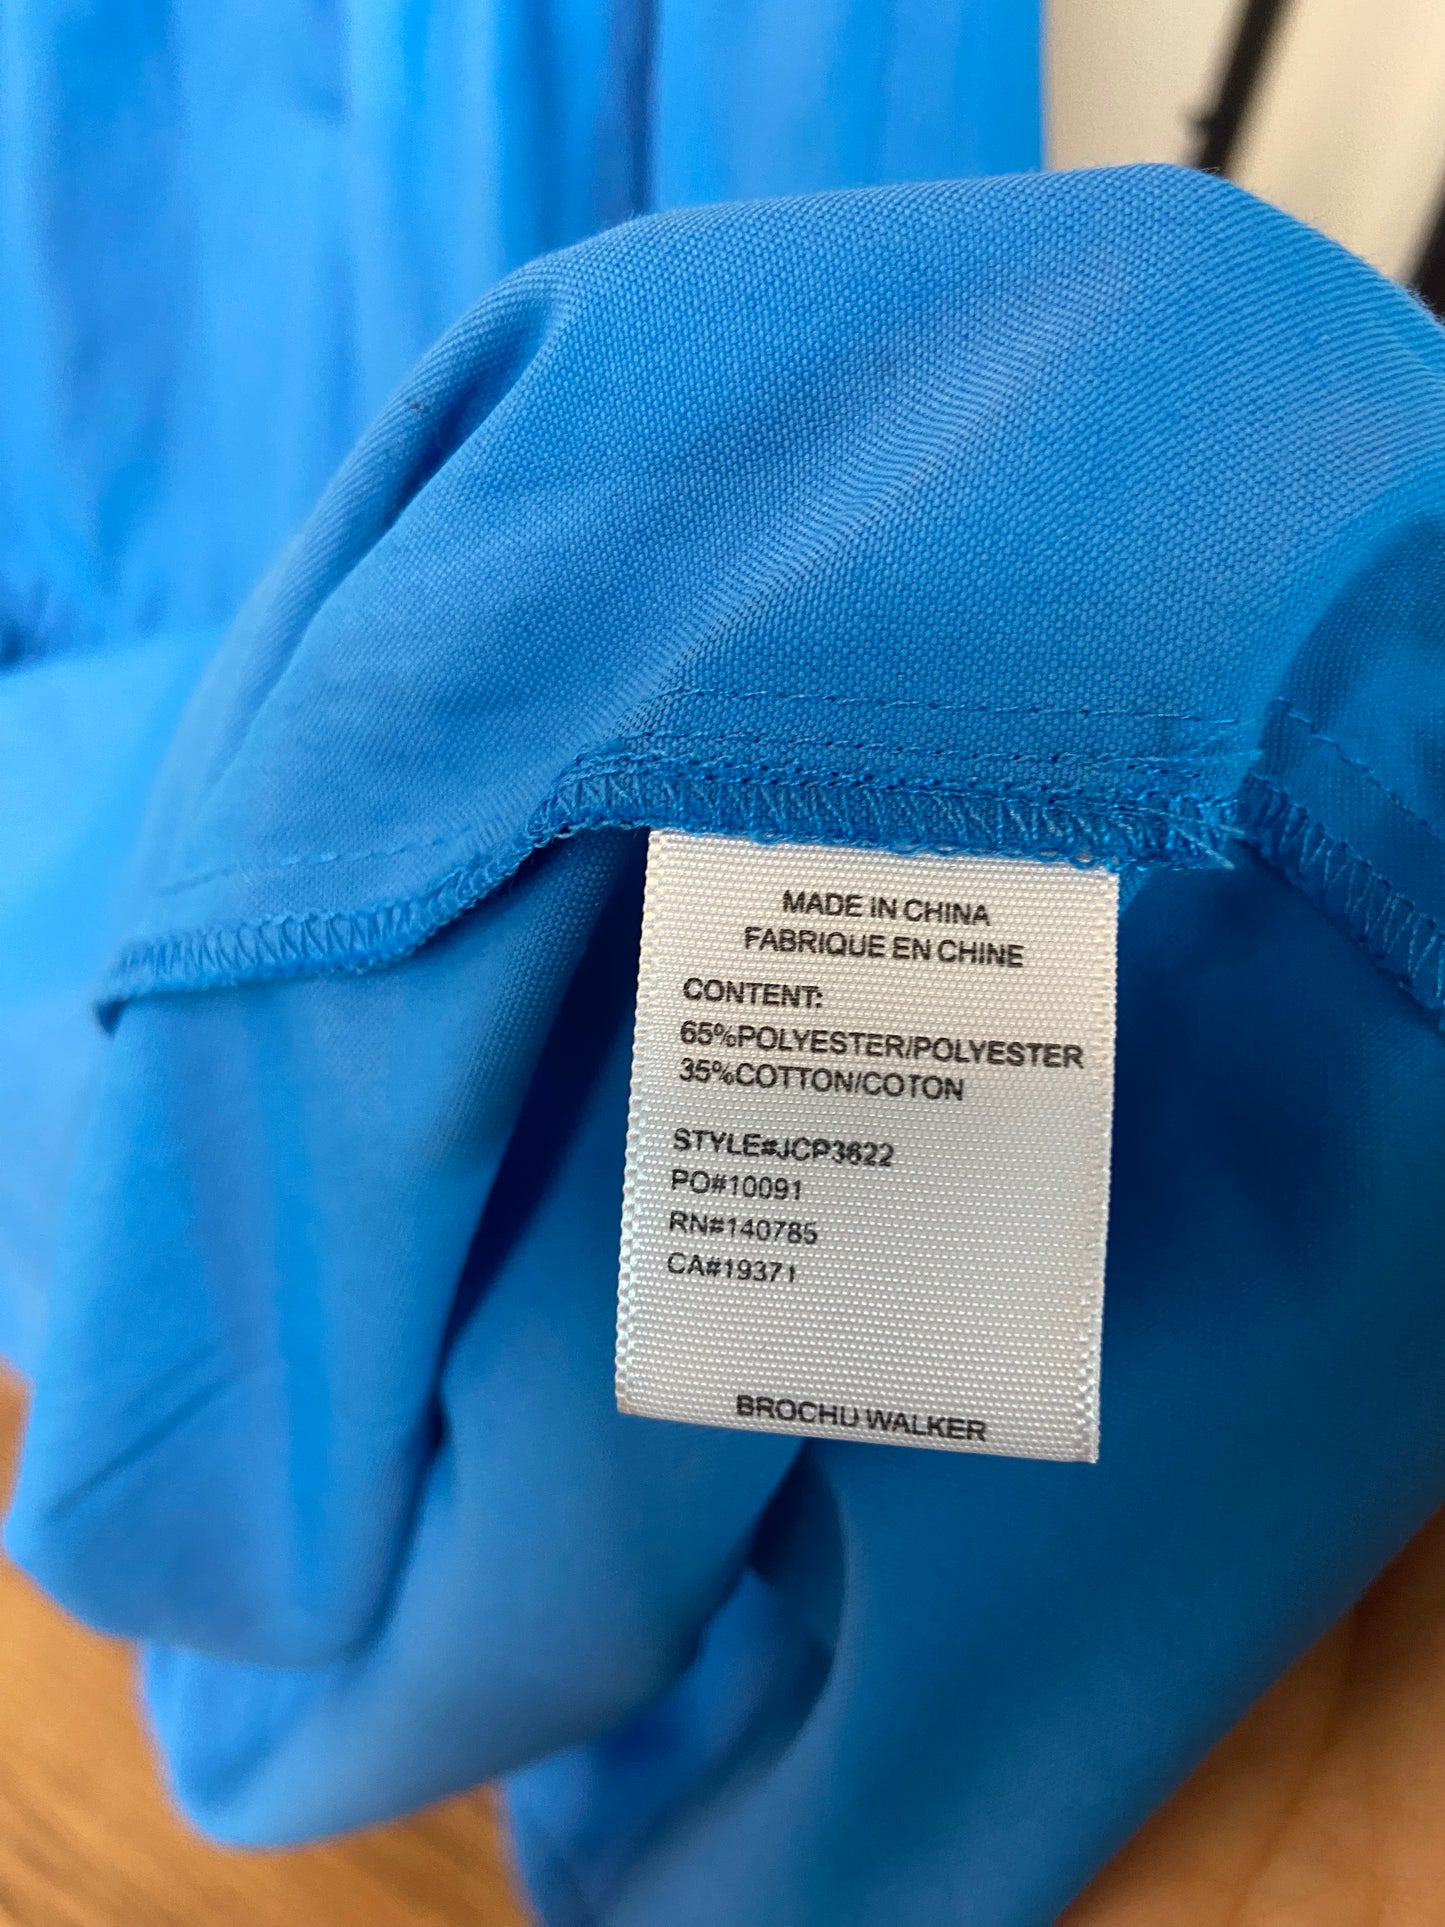 MADE IN CHINA
FABRIQUE EN CHINE
CONTENT:
65%POLYESTER/POLYESTER
35%COTTON/COTON
STYLE#JCP3622
PO#10091
RN#140785
CA#19371
BROCHU WALKER